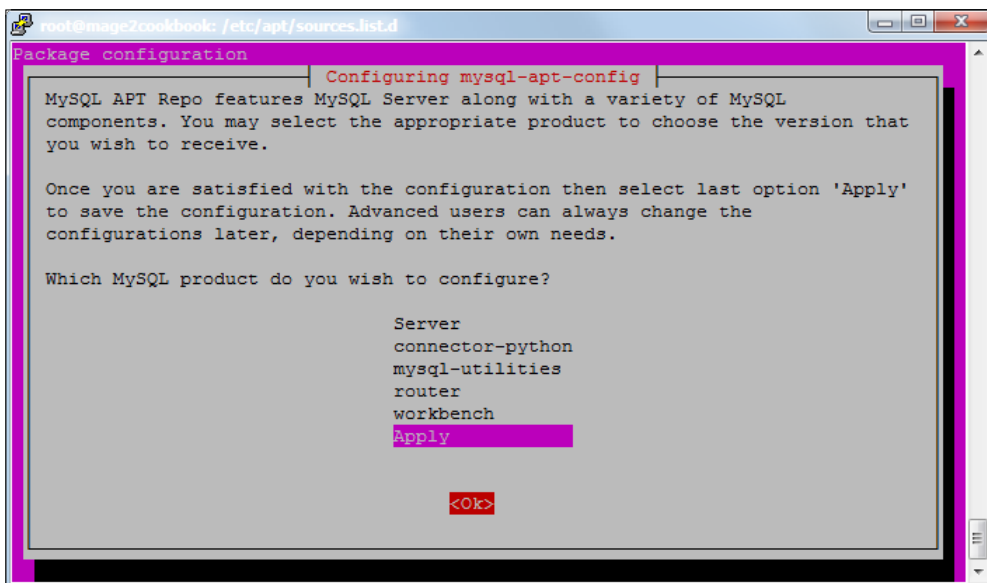 root@mage2cookbook: /etc/apt/sources.list.d
Package configuration
Configuring mysql-apt-config
MySQL APT Repo features MySQL Server along with a variety of MySQL
components. You may select the appropriate product to choose the version that
you wish to receive.
Once you are satisfied with the configuration then select last option 'Apply'
to save the configuration. Advanced users can always change the
configurations later, depending on their own needs.
Which MySQL product do you wish to configure?
Server
connector-python
mysql-utilities
router
workbench
Apply
<Ok>